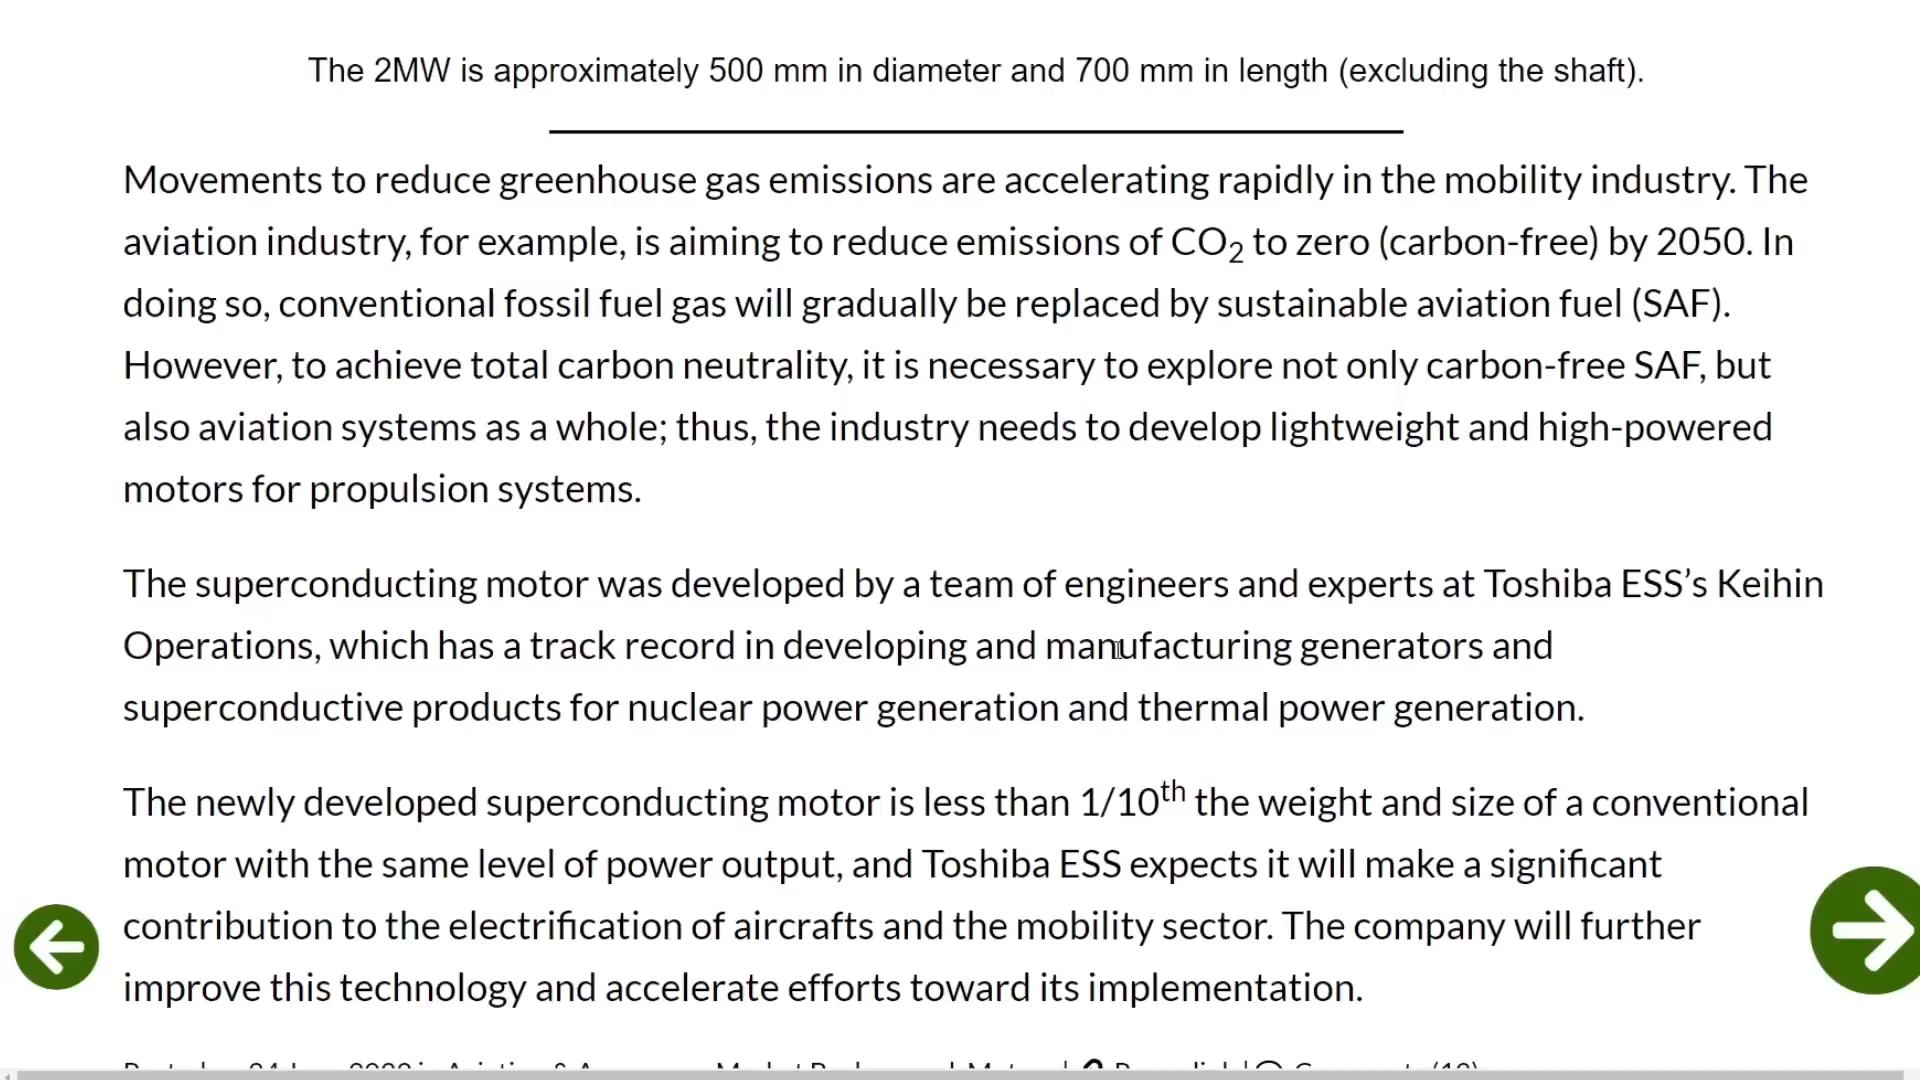 The 2MW is approximately 500 mm in diameter and 700 mm in length (excluding the shaft).
Movements to reduce greenhouse gas emissions are accelerating rapidly in the mobility industry. The
aviation industry, for example, is aiming to reduce emissions of CO₂ to zero (carbon-free) by 2050. In
doing so, conventional fossil fuel gas will gradually be replaced by sustainable aviation fuel (SAF).
However, to achieve total carbon neutrality, it is necessary to explore not only carbon-free SAF, but
also aviation systems as a whole; thus, the industry needs to develop lightweight and high-powered
motors for propulsion systems.
The superconducting motor was developed by a team of engineers and experts at Toshiba ESS’s Keihin
Operations, which has a track record in developing and manufacturing generators and
superconductive products for nuclear power generation and thermal power generation.
The newly developed superconducting motor is less than 1/10th the weight and size of a conventional
motor with the same level of power output, and Toshiba ESS expects it will make a significant
contribution to the electrification of aircrafts and the mobility sector. The company will further
improve this technology and accelerate efforts toward its implementation.